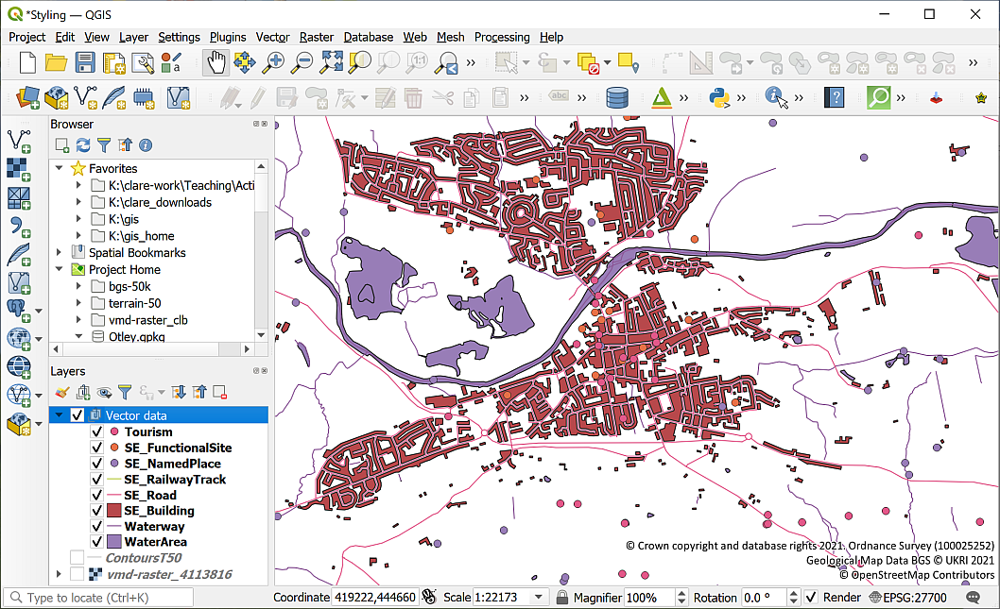 *Styling — QGIS
Project Edit View Layer Settings Plugins Vector Raster Database Web Mesh Processing Help
1:1
abc
Browser
Favorites
K:\clare-work\Teaching\Acti
K:\clare_downloads
K:\gis
K:\gis_home
Spatial Bookmarks
Project Home
bgs-50k
terrain-50
vmd-raster_clb
Otley.gpkg
Layers
Vector data
Tourism
SE_FunctionalSite
SE_NamedPlace
SE_RailwayTrack
SE_Road
SE_Building
Waterway
WaterArea
ContoursT50
vmd-raster_4113816
© Crown copyright and database rights 2021. Ordnance Survey (100025252)
Geological Map Data BGS © UKRI 2021
© OpenStreetMap Contributors
Type to locate (Ctrl+K) Coordinate 419222,444660 Scale 1:22173 Magnifier 100% Rotation 0.0 ° Render EPSG:27700